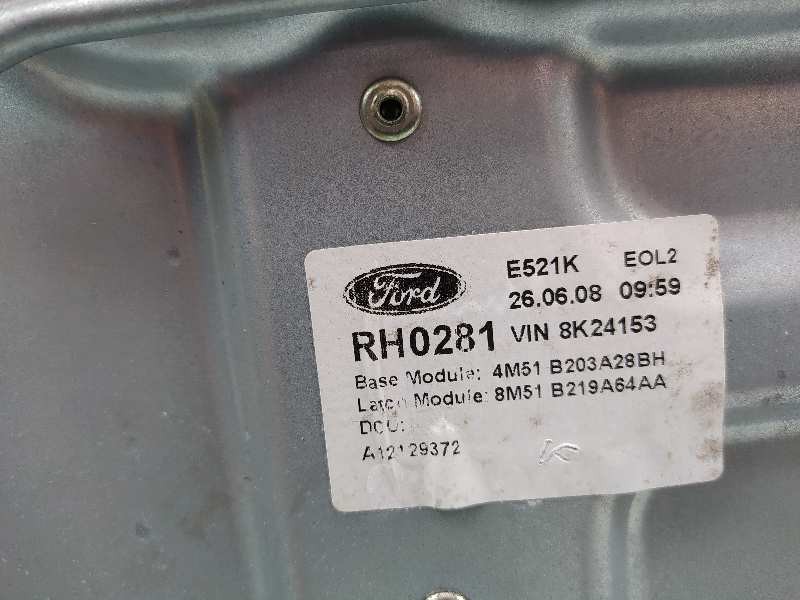 Ford
E521K EOL2
26.06.08 09:59
RH0281 VIN 8K24153
Base Module: 4M51 B203A28BH
Latch Module: 8M51 B219A64AA
DCU:
A12129372
K